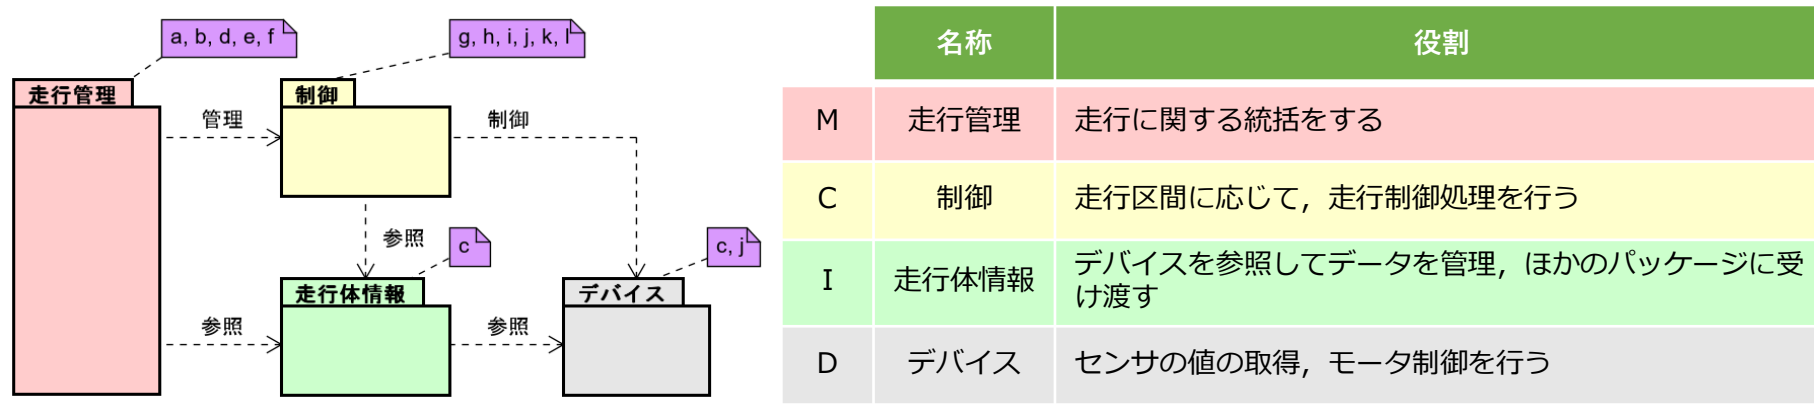 a, b, d, e, f
g, h, i, j, k, l
走行管理
制御
管理
制御
参照
c
c, j
走行体情報
デバイス
参照
参照
名称 役割
M 走行管理 走行に関する統括をする
C 制御 走行区間に応じて，走行制御処理を行う
I 走行体情報 デバイスを参照してデータを管理，ほかのパッケージに受
け渡す
D デバイス センサの値の取得，モータ制御を行う